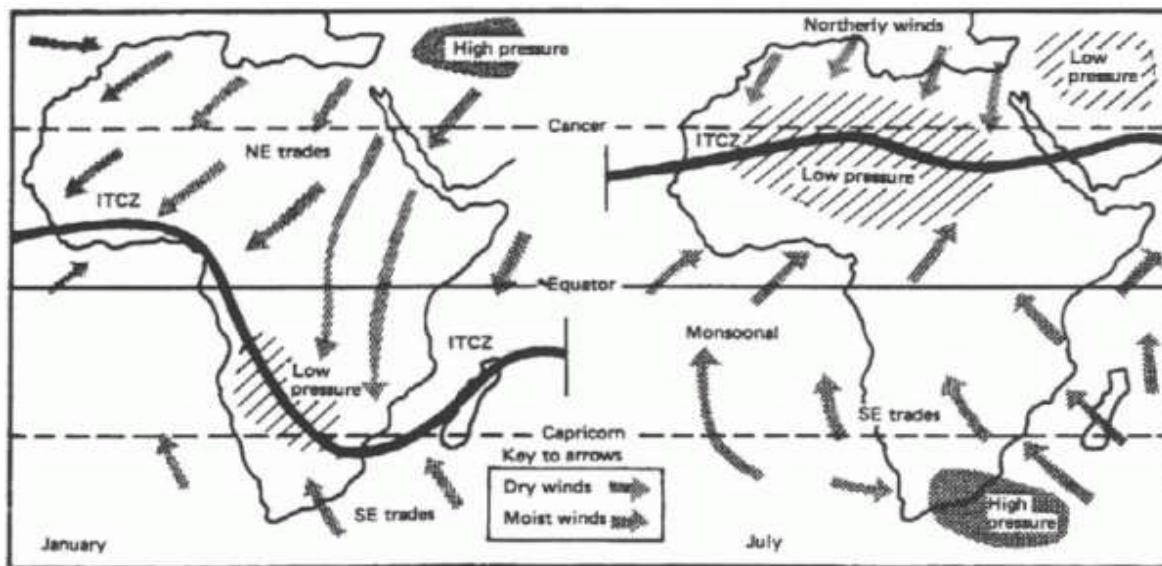 High pressure
NE trades
ITCZ
Low
pressure
ITCZ
SE trades
January
Cancer
Equator
Capricorn
Key to arrows
Dry winds
Moist winds
Northerly winds
Low
pressure
ITCZ
Low pressure
Monsoonal
SE trades
High
pressure
July